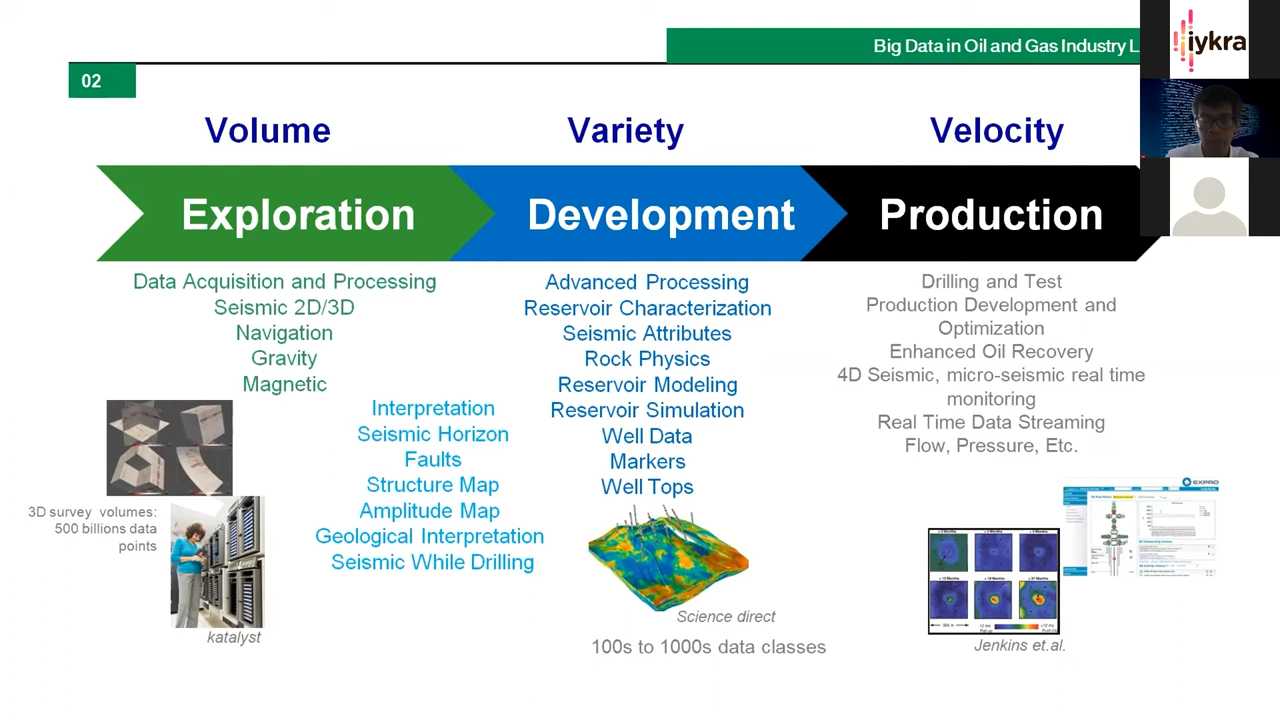 Big Data in Oil and Gas Industry L
iykra
02
Volume
Variety
Velocity
Exploration
Development
Production
Data Acquisition and Processing
Seismic 2D/3D
Navigation
Gravity
Magnetic
Interpretation
Seismic Horizon
Faults
Structure Map
Amplitude Map
Geological Interpretation
Seismic While Drilling
3D survey volumes:
500 billions data
points
katalyst
Advanced Processing
Reservoir Characterization
Seismic Attributes
Rock Physics
Reservoir Modeling
Reservoir Simulation
Well Data
Markers
Well Tops
Science direct
100s to 1000s data classes
Drilling and Test
Production Development and
Optimization
Enhanced Oil Recovery
4D Seismic, micro-seismic real time
monitoring
Real Time Data Streaming
Flow, Pressure, Etc.
EXPRO
Jenkins et.al.